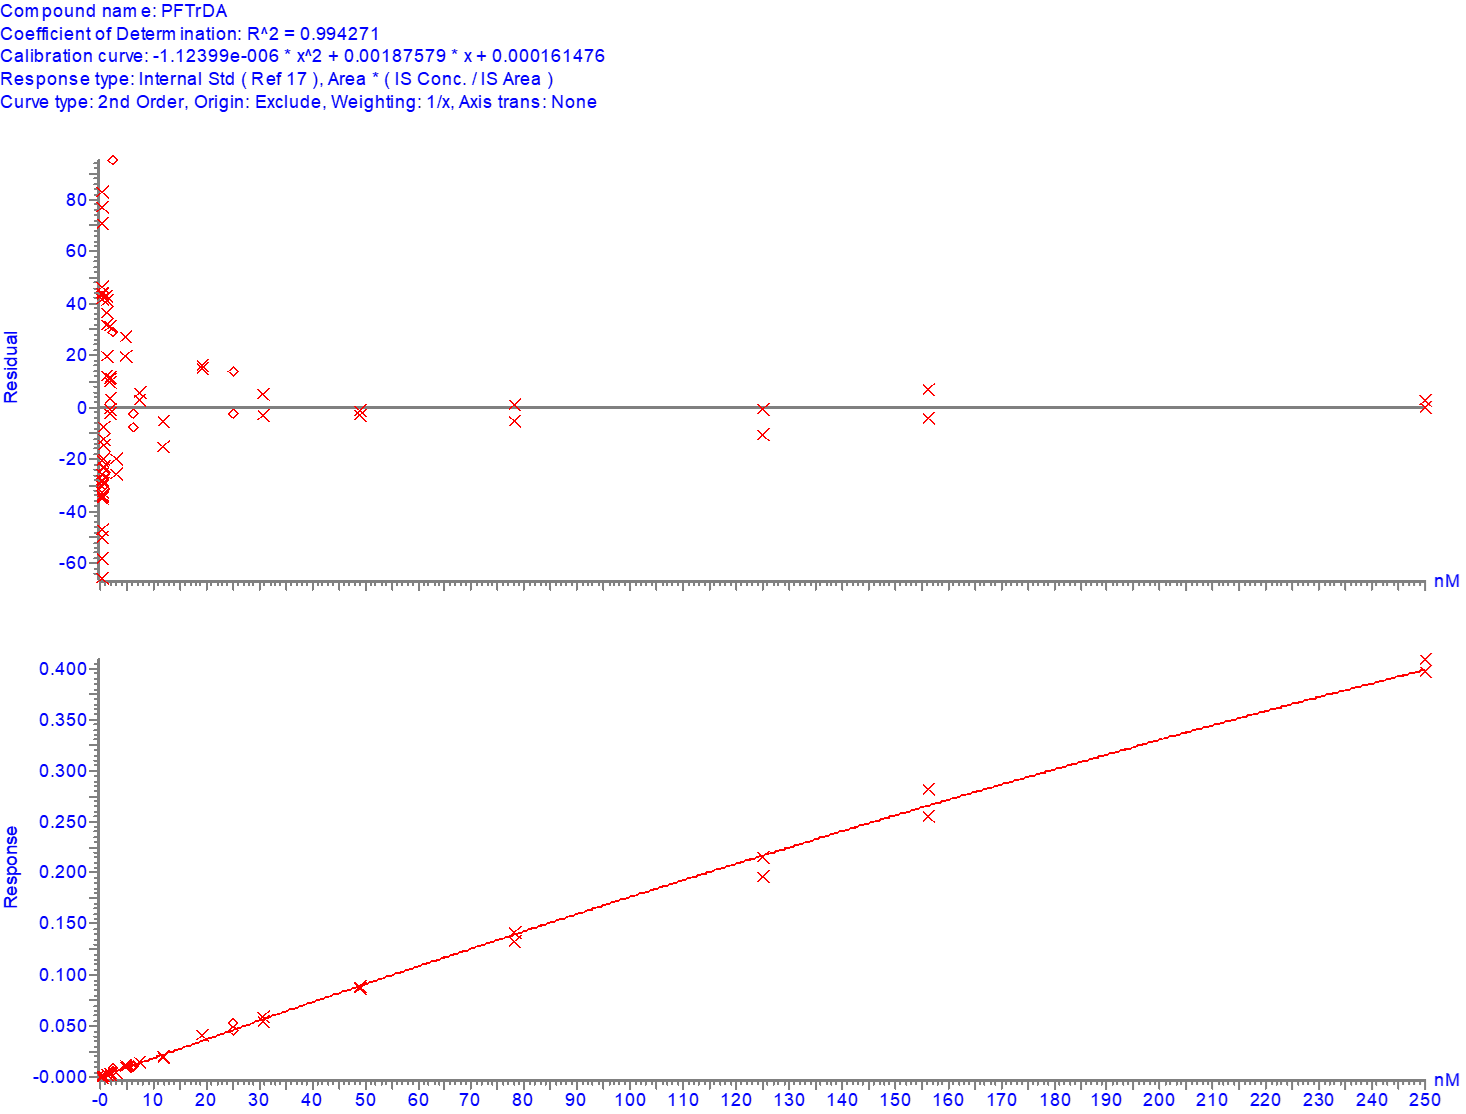 Compound name: PFTrDA
Coefficient of Determination: R^2 = 0.994271
Calibration curve: -1.12399e-006 * x^2 + 0.00187579 * x + 0.000161476
Response type: Internal Std ( Ref 17 ), Area * ( IS Conc. / IS Area )
Curve type: 2nd Order, Origin: Exclude, Weighting: 1/x, Axis trans: None
80
60
40
20
0
-20
-40
-60
Residual
nM
0.400
0.350
0.300
0.250
0.200
0.150
0.100
0.050
-0.000
Response
nM
-0 10 20 30 40 50 60 70 80 90 100 110 120 130 140 150 160 170 180 190 200 210 220 230 240 250